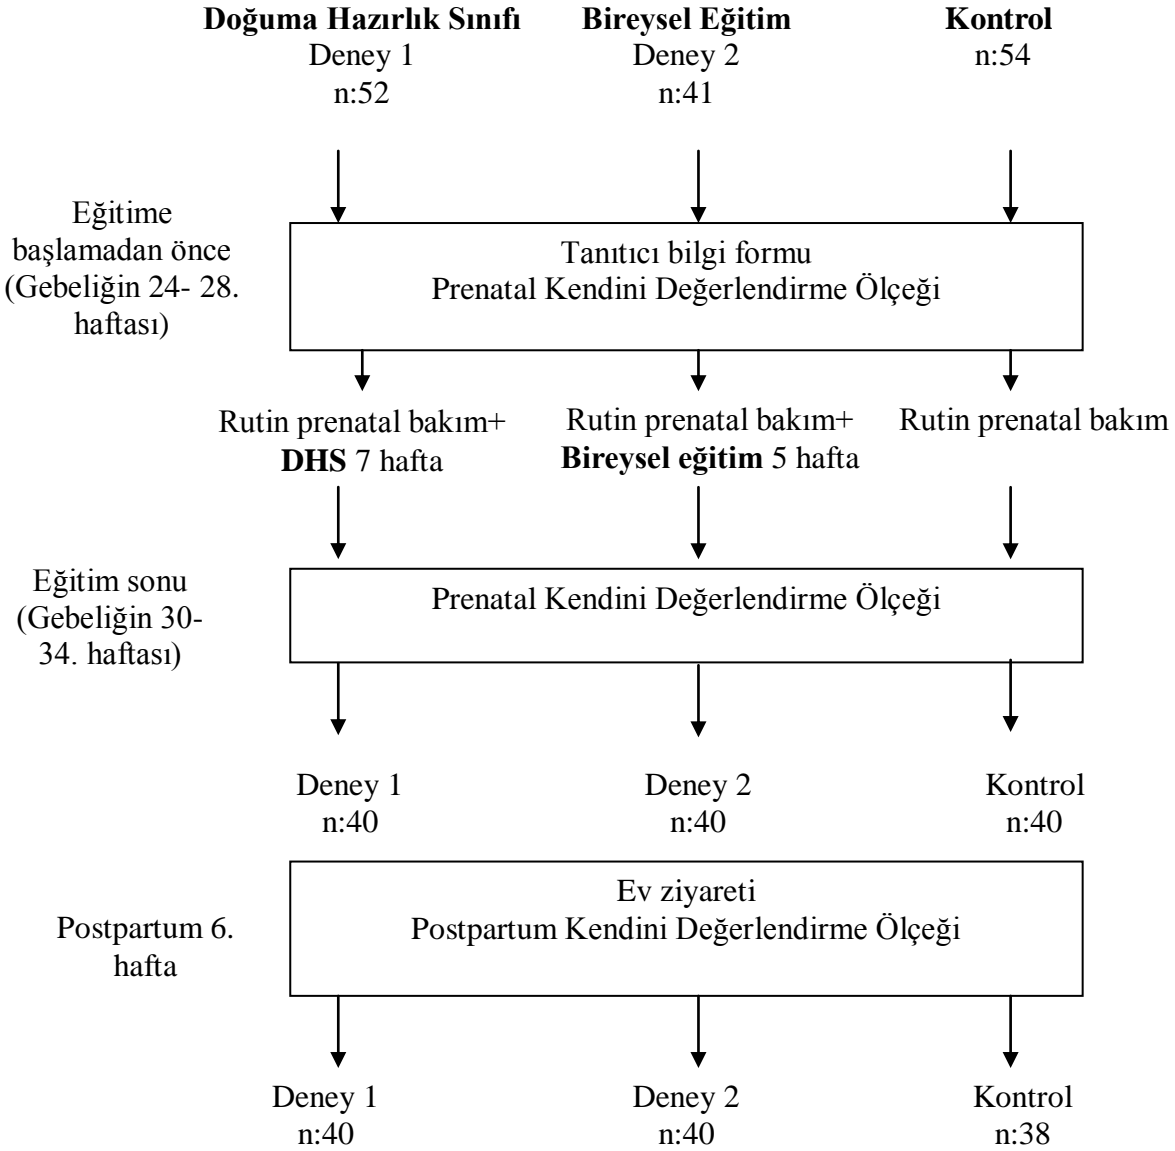 Doğuma Hazırlık Sınıfı
Deney 1
n:52
Bireysel Eğitim
Deney 2
n:41
Kontrol
n:54
Eğitime
başlamadan önce
(Gebeliğin 24- 28.
haftası)
Tanıtıcı bilgi formu
Prenatal Kendini Değerlendirme Ölçeği
Rutin prenatal bakım+
DHS 7 hafta
Rutin prenatal bakım+
Bireysel eğitim 5 hafta
Rutin prenatal bakım
Eğitim sonu
(Gebeliğin 30-
34. haftası)
Prenatal Kendini Değerlendirme Ölçeği
Deney 1
n:40
Deney 2
n:40
Kontrol
n:40
Postpartum 6.
hafta
Ev ziyareti
Postpartum Kendini Değerlendirme Ölçeği
Deney 1
n:40
Deney 2
n:40
Kontrol
n:38